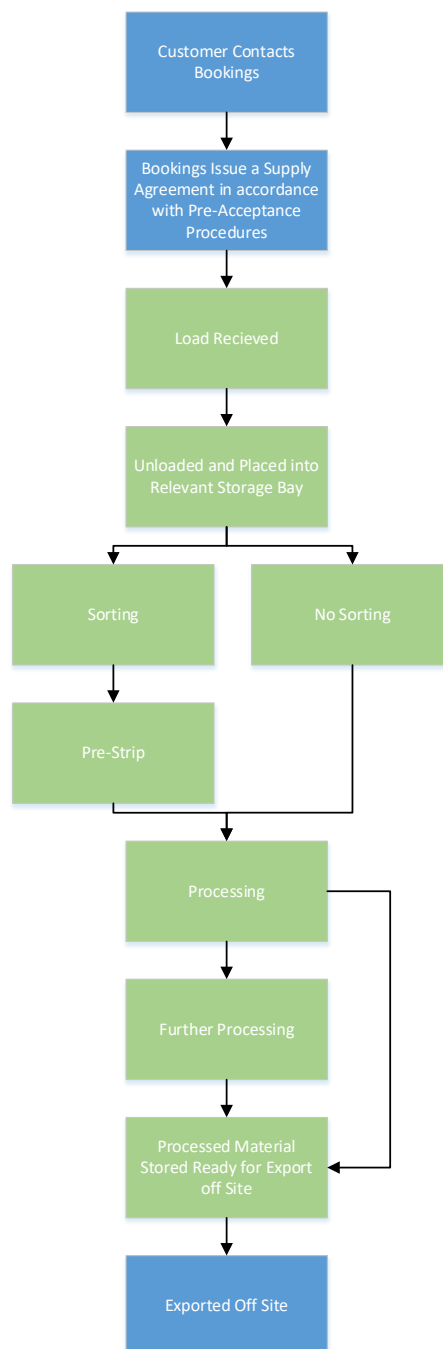 Customer Contacts
Bookings
Bookings Issue a Supply
Agreement in accordance
with Pre-Acceptance
Procedures
Load Recieved
Unloaded and Placed into
Relevant Storage Bay
Sorting
No Sorting
Pre-Strip
Processing
Further Processing
Processed Material
Stored Ready for Export
off Site
Exported Off Site